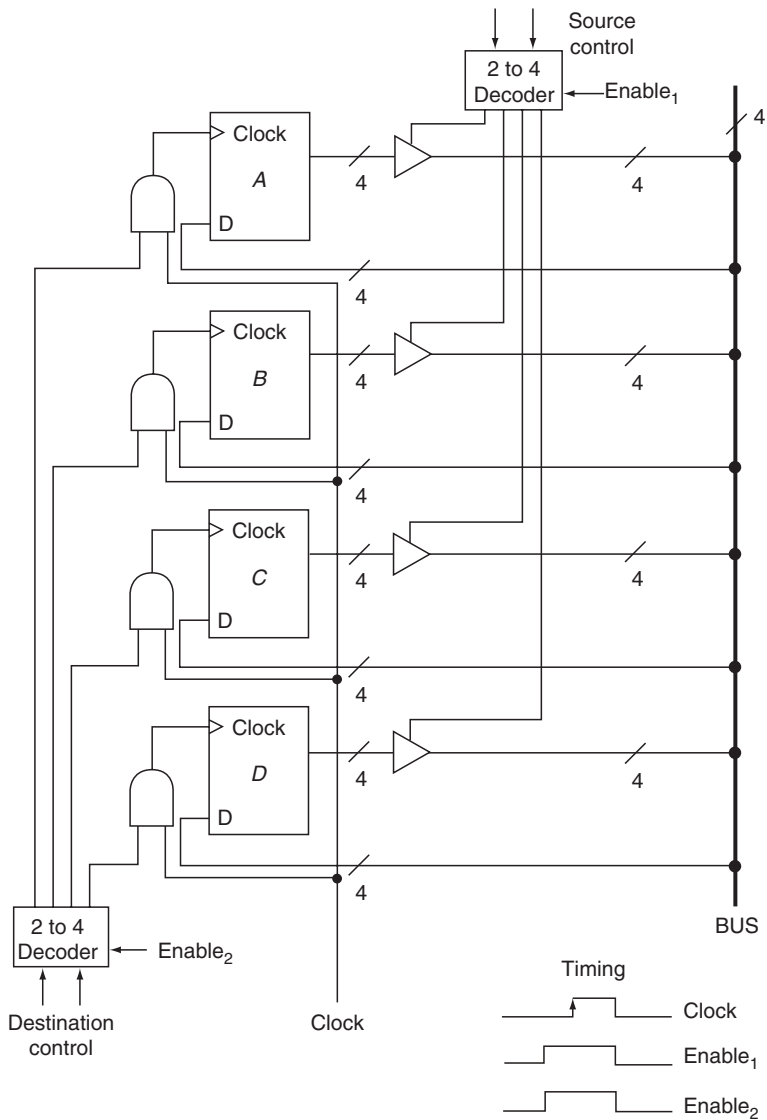 Source
control
2 to 4
Decoder
Enable₁
4
Clock
A
D
4
4
4
Clock
B
D
4
4
4
Clock
C
D
4
4
4
Clock
D
D
4
4
4
2 to 4
Decoder
Enable₂
Destination
control
Clock
BUS
Timing
Clock
Enable₁
Enable₂